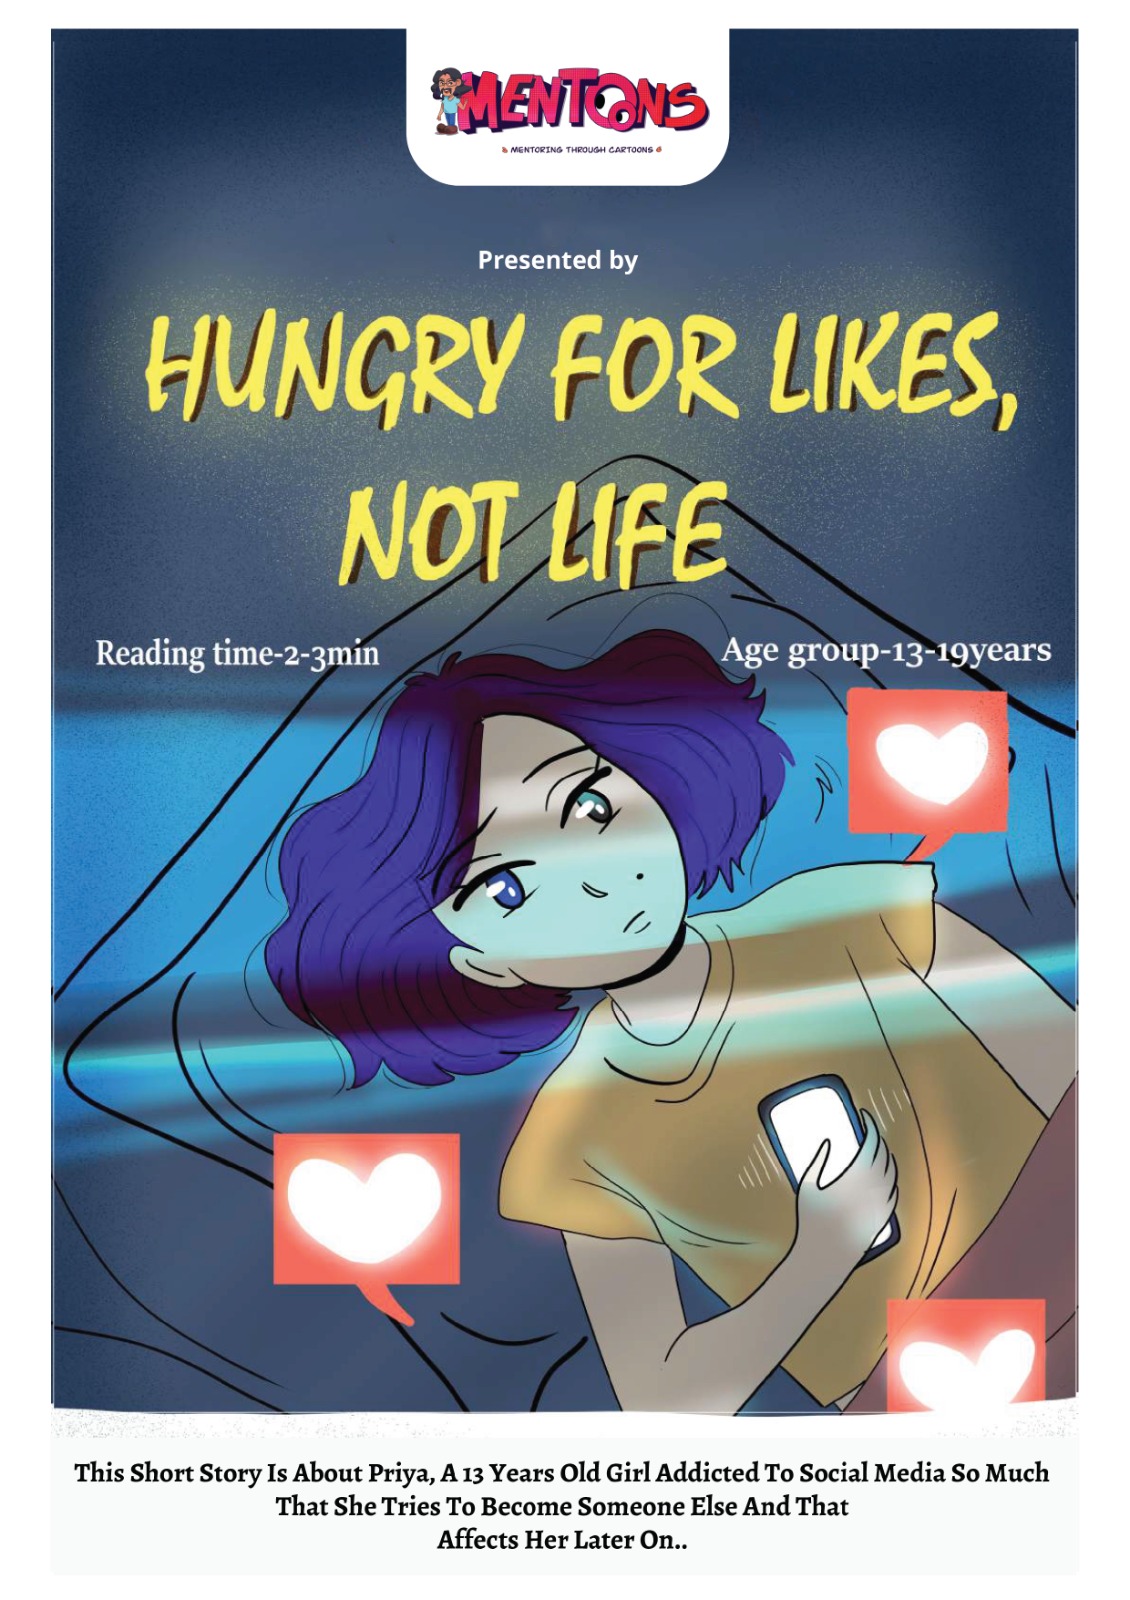 MENTOONS
MENTORING THROUGH CARTOONS
Presented by
HUNGRY FOR LIKES,
NOT LIFE
Reading time-2-3min
Age group-13-19years
This Short Story Is About Priya, A 13 Years Old Girl Addicted To Social Media So Much
That She Tries To Become Someone Else And That
Affects Her Later On..